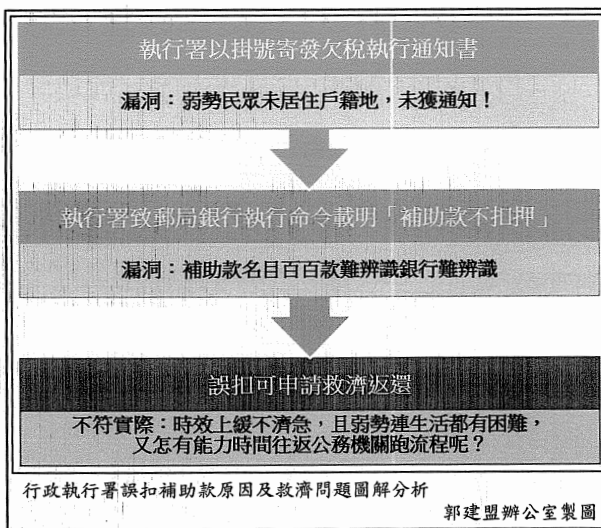 執行署以掛號寄發欠稅執行通知書
漏洞：弱勢民眾未居住戶籍地，未獲通知！
執行署致郵局銀行執行命令載明「補助款不扣押」
漏洞：補助款名目百百款難辨識銀行難辨識
誤扣可申請救濟返還
不符實際：時效上緩不濟急，且弱勢連生活都有困難，
又怎有能力時間往返公務機關跑流程呢？
行政執行署誤扣補助款原因及救濟問題圖解分析
郭建盟辦公室製圖